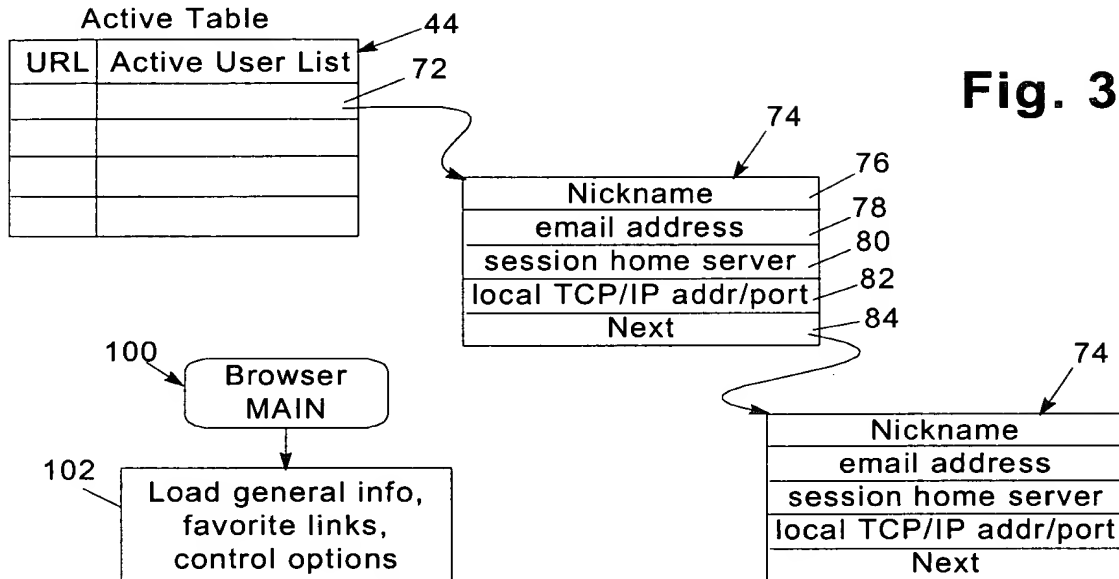 Active Table
44
URL Active User List
72
Fig. 3
74
Nickname
76
email address
78
session home server
80
local TCP/IP addr/port
82
Next
84
100
Browser
MAIN
74
Nickname
email address
session home server
local TCP/IP addr/port
Next
102
Load general info,
favorite links,
control options